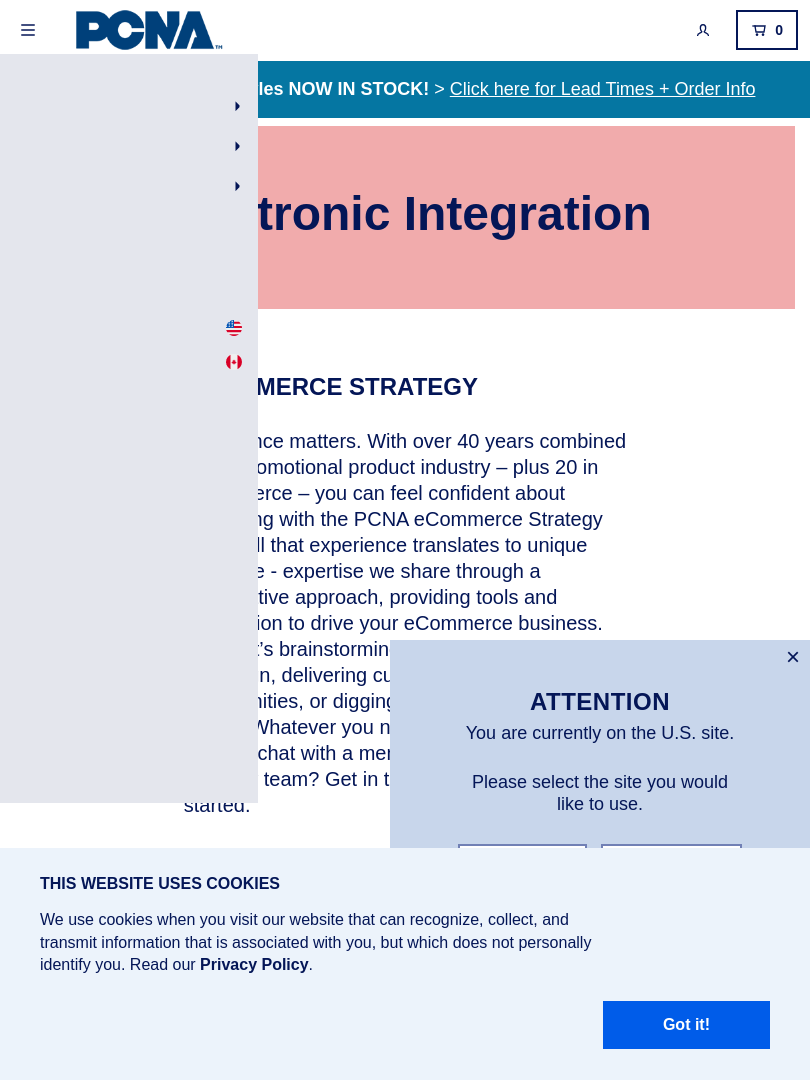 PCNA™
0
les NOW IN STOCK! > Click here for Lead Times + Order Info
tronic Integration
MERCE STRATEGY
nce matters. With over 40 years combined
omotional product industry – plus 20 in
erce – you can feel confident about
ng with the PCNA eCommerce Strategy
ll that experience translates to unique
e - expertise we share through a
tive approach, providing tools and
ion to drive your eCommerce business.
t’s brainstorming
n, delivering cu
nities, or digging
Whatever you n
chat with a mer
team? Get in t
started.
×
ATTENTION
You are currently on the U.S. site.
Please select the site you would
like to use.
THIS WEBSITE USES COOKIES
We use cookies when you visit our website that can recognize, collect, and
transmit information that is associated with you, but which does not personally
identify you. Read our Privacy Policy.
Got it!